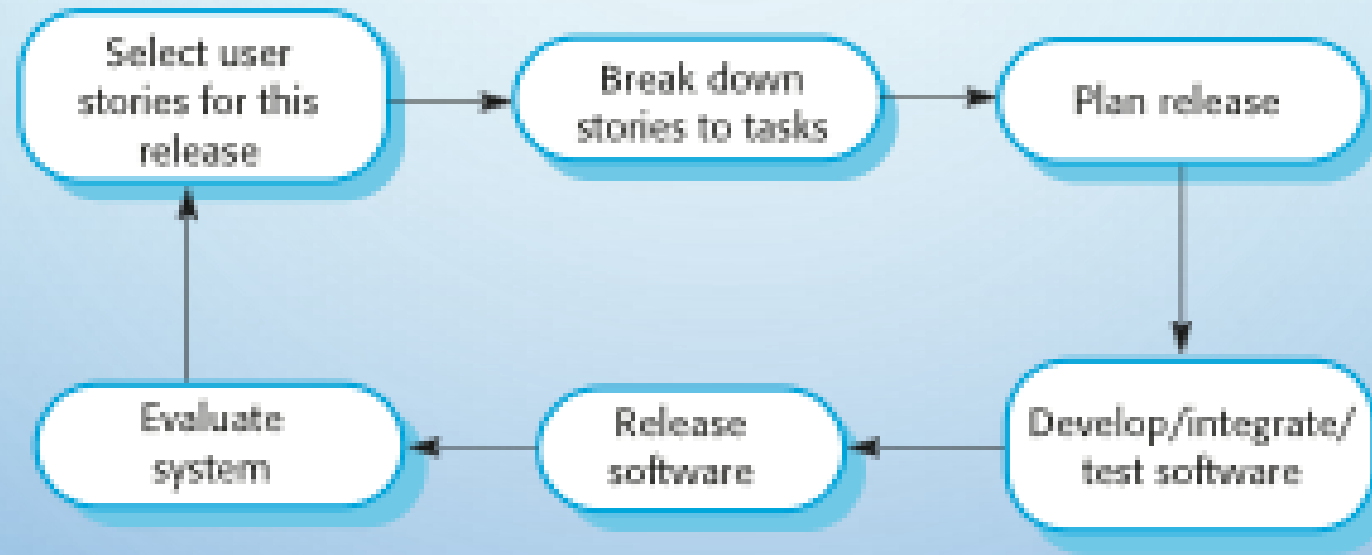 Select user
stories for this
release
Break down
stories to tasks
Plan release
Evaluate
system
Release
software
Develop/integrate/
test software